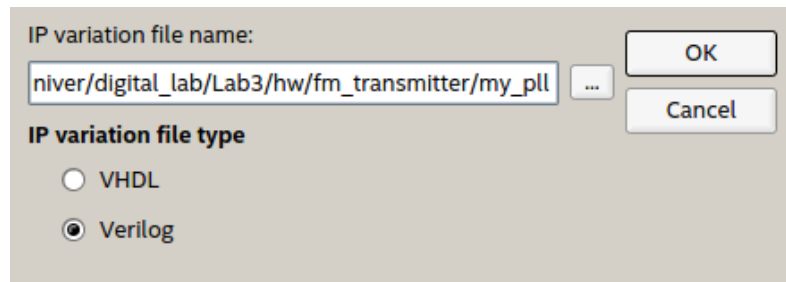 IP variation file name:
OK
niver/digital_lab/Lab3/hw/fm_transmitter/my_pll
...
Cancel
IP variation file type
VHDL
Verilog